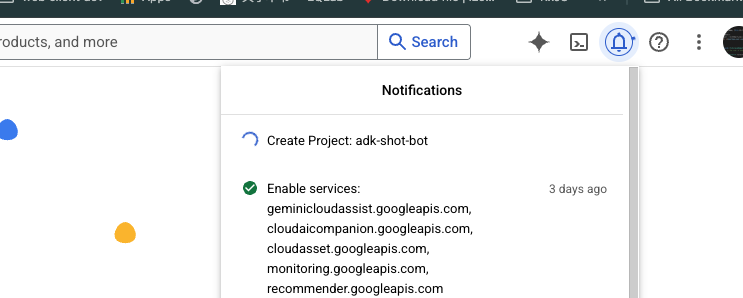 Apps
roducts, and more
Search
Notifications
Create Project: adk-shot-bot
Enable services:
3 days ago
geminicloudassist.googleapis.com,
cloudaicompanion.googleapis.com,
cloudasset.googleapis.com,
monitoring.googleapis.com,
recommender.googleapis.com